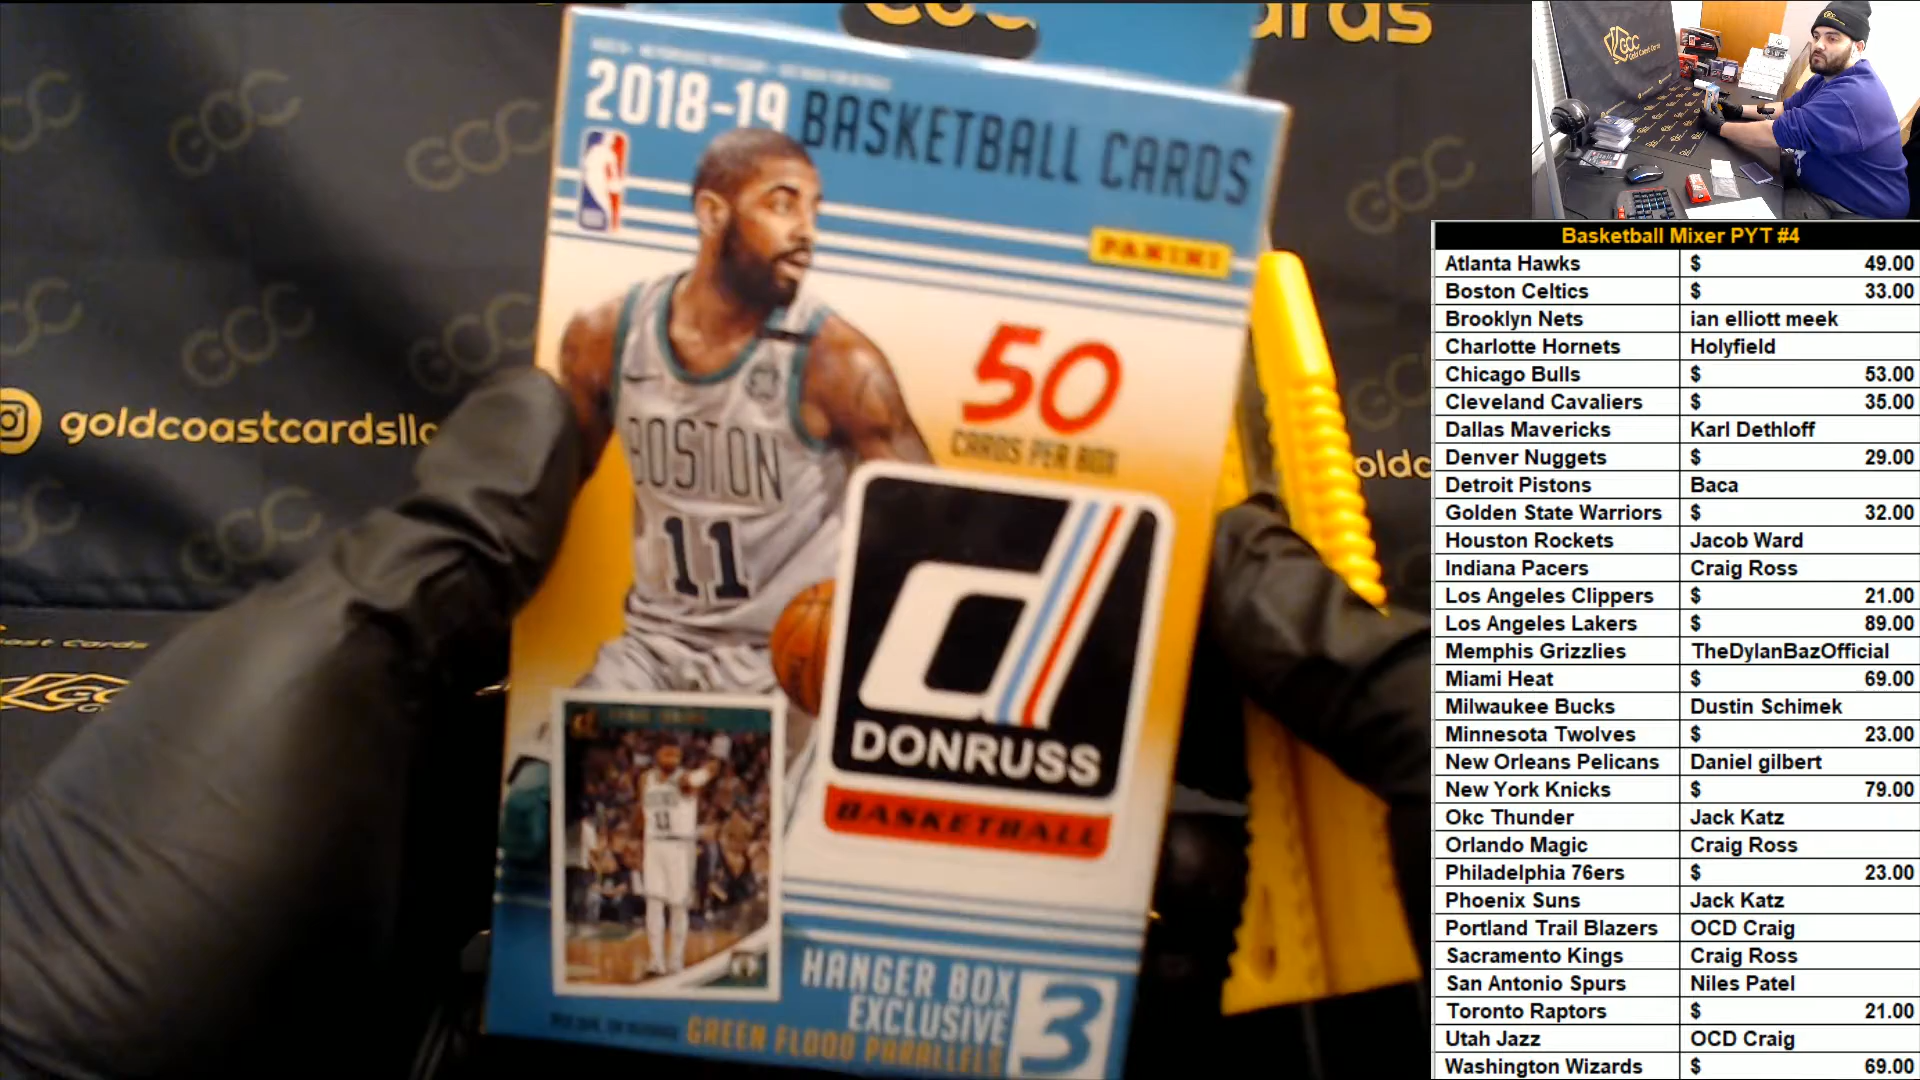 GCC
ards
2018-19
BASKETBALL CARDS
PANINI
50
CARDS PER BOX
goldcoastcardsllc
oldc
BOSTON
11
DONRUSS
BASKETBALL
HANGER BOX
EXCLUSIVE
3
GREEN FLOOD PARALLELS
GCC
Gold Coast Cards
Basketball Mixer PYT #4
Atlanta Hawks $ 49.00
Boston Celtics $ 33.00
Brooklyn Nets ian elliott meek
Charlotte Hornets Holyfield
Chicago Bulls $ 53.00
Cleveland Cavaliers $ 35.00
Dallas Mavericks Karl Dethloff
Denver Nuggets $ 29.00
Detroit Pistons Baca
Golden State Warriors $ 32.00
Houston Rockets Jacob Ward
Indiana Pacers Craig Ross
Los Angeles Clippers $ 21.00
Los Angeles Lakers $ 89.00
Memphis Grizzlies TheDylanBazOfficial
Miami Heat $ 69.00
Milwaukee Bucks Dustin Schimek
Minnesota Twolves $ 23.00
New Orleans Pelicans Daniel gilbert
New York Knicks $ 79.00
Okc Thunder Jack Katz
Orlando Magic Craig Ross
Philadelphia 76ers $ 23.00
Phoenix Suns Jack Katz
Portland Trail Blazers OCD Craig
Sacramento Kings Craig Ross
San Antonio Spurs Niles Patel
Toronto Raptors $ 21.00
Utah Jazz OCD Craig
Washington Wizards $ 69.00